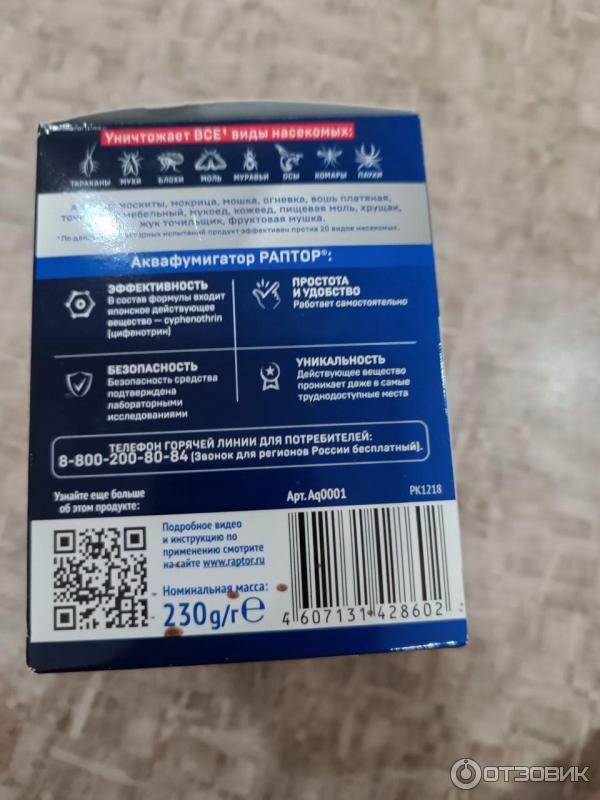 Уничтожает ВСЕ¹ виды насекомых:
ТАРАКАНЫ МУХИ БЛОХИ МОЛЬ МУРАВЬИ ОСЫ КОМАРЫ ПАУКИ
москиты, мокрица, мошка, огневка, вошь платяная,
мебельный, мукоед, кожеед, пищевая моль, хрущак,
жук точильщик, фруктовая мушка.
испытаний продукт эффективен против 20 видов насекомых.
Аквафумигатор РАПТОР®:
ЭФФЕКТИВНОСТЬ
В состав формулы входит
японское действующее
вещество — cyphenothrin
(цифенотрин)
ПРОСТОТА
И УДОБСТВО
Работает самостоятельно
БЕЗОПАСНОСТЬ
Безопасность средства
подтверждена
лабораторными
исследованиями
УНИКАЛЬНОСТЬ
Действующее вещество
проникает даже в самые
труднодоступные места
ТЕЛЕФОН ГОРЯЧЕЙ ЛИНИИ ДЛЯ ПОТРЕБИТЕЛЕЙ:
8-800-200-80-84 (Звонок для регионов России бесплатный).
Узнайте еще больше
об этом продукте:
Арт. Aq0001
PK1218
Подробное видео
и инструкцию по
применению смотрите
на сайте www.raptor.ru
Номинальная масса:
230g/г℮
4 607131 428602
ОТЗОВИК